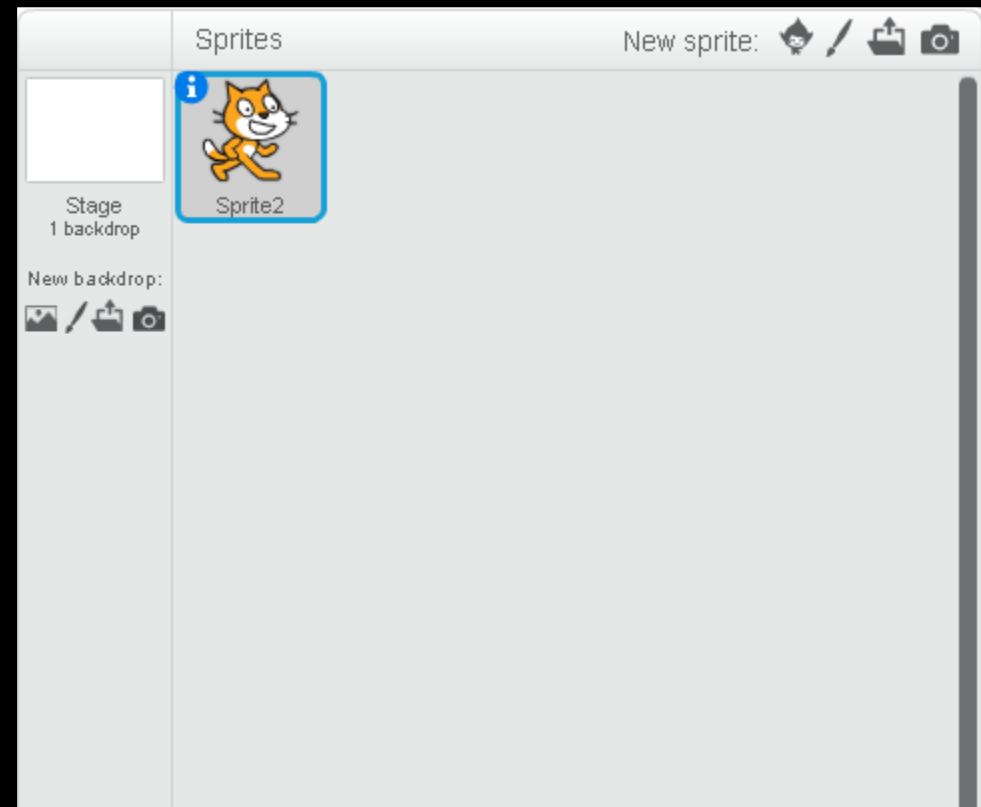 Sprites
New sprite:
Sprite2
Stage
1 backdrop
New backdrop: